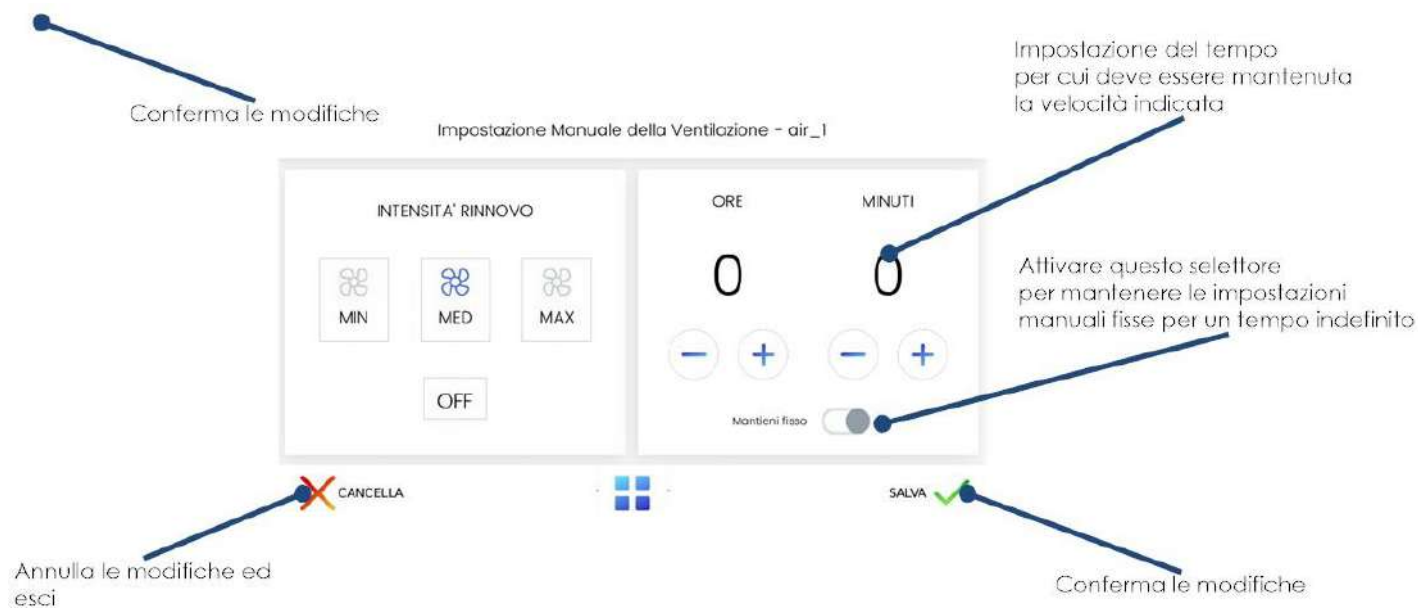 Conferma le modifiche
Impostazione del tempo
per cui deve essere mantenuta
la velocità indicata
Impostazione Manuale della Ventilazione - air_1
INTENSITA' RINNOVO
MIN
MED
MAX
OFF
ORE
MINUTI
0
0
Mantieni fisso
Attivare questo selettore
per mantenere le impostazioni
manuali fisse per un tempo indefinito
CANCELLA
SALVA
Annulla le modifiche ed
esci
Conferma le modifiche